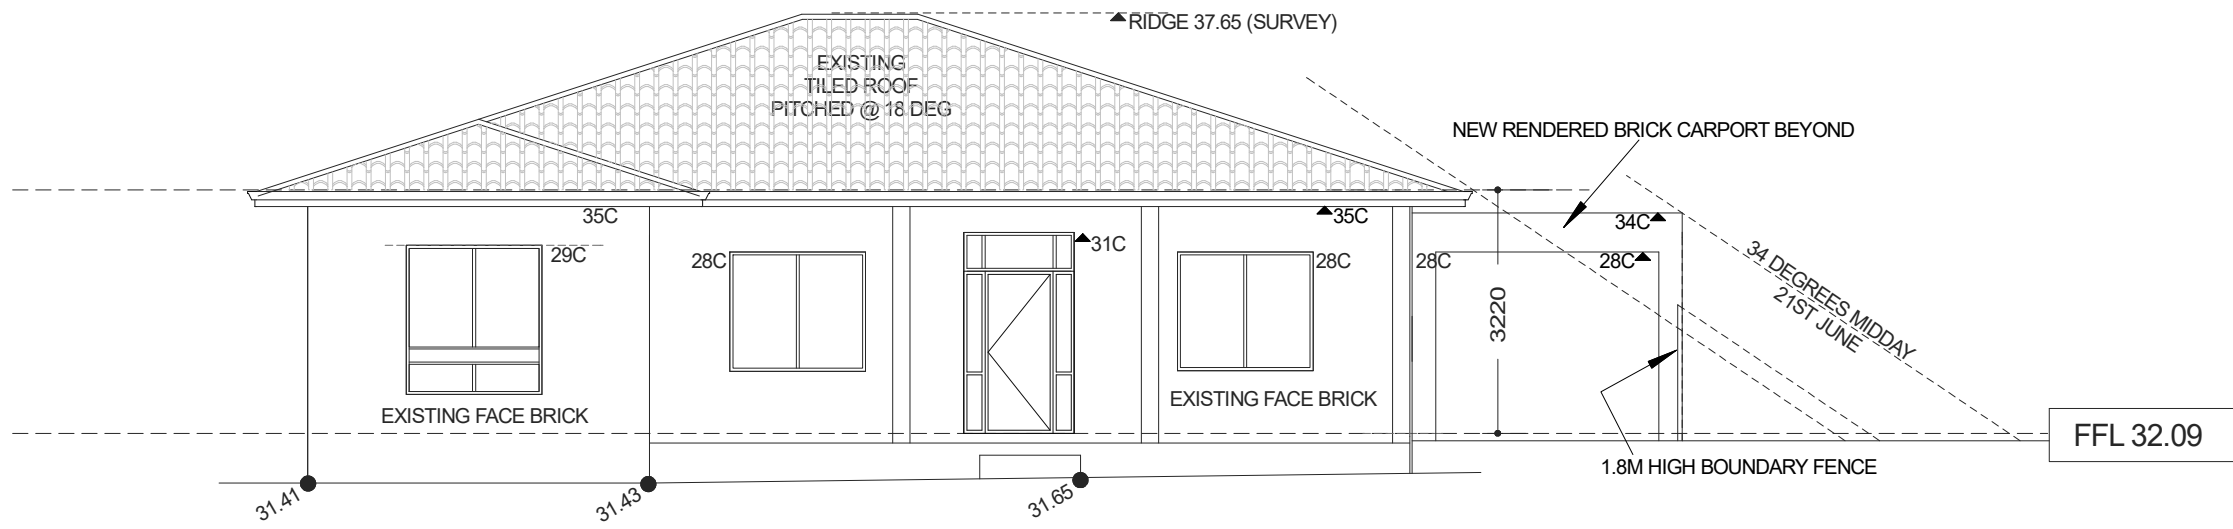 RIDGE 37.65 (SURVEY)
EXISTING
TILED ROOF
PITCHED @ 18 DEG
NEW RENDERED BRICK CARPORT BEYOND
35C
35C
34C
29C
28C
31C
28C
28C
28C
3220
34 DEGREES MIDDAY
21ST JUNE
EXISTING FACE BRICK
EXISTING FACE BRICK
FFL 32.09
1.8M HIGH BOUNDARY FENCE
31.41
31.43
31.65